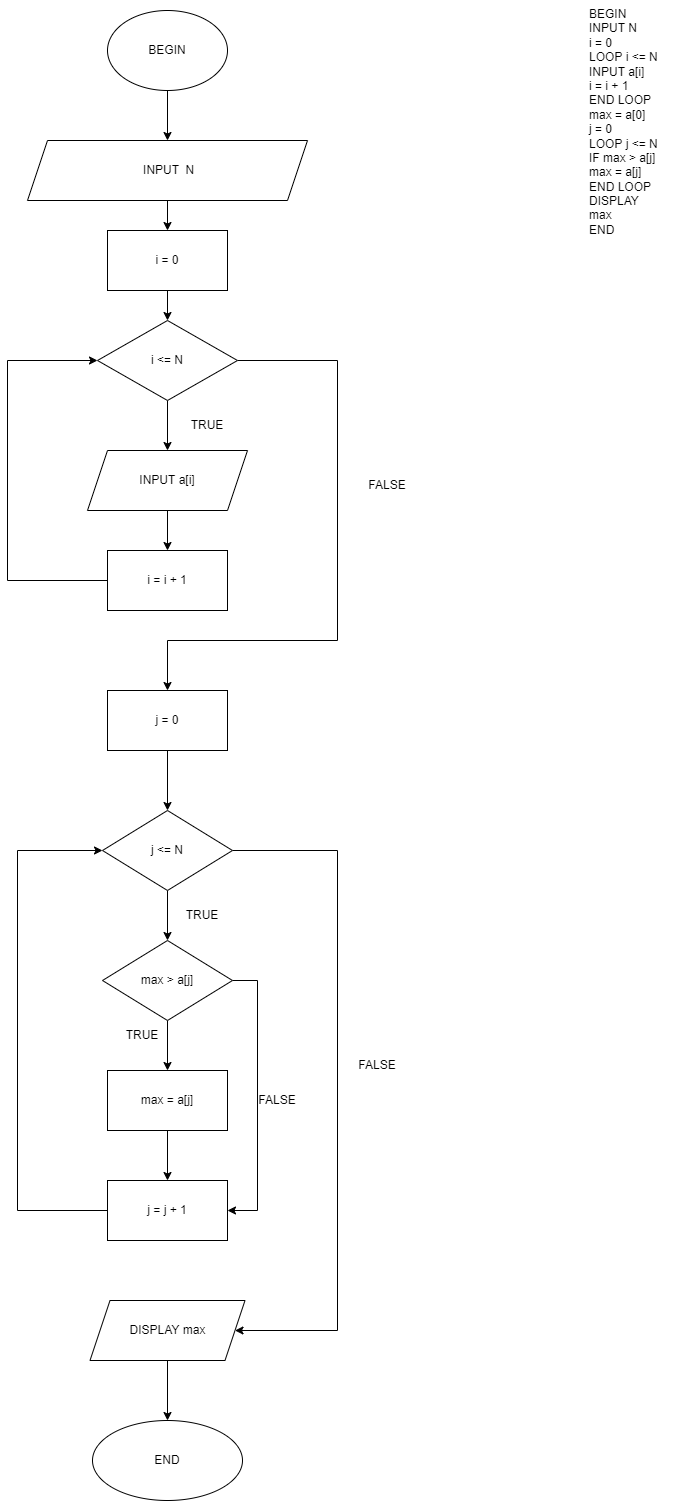 BEGIN
INPUT N
i = 0
i <= N
TRUE
INPUT a[i]
FALSE
i = i + 1
j = 0
j <= N
TRUE
max > a[j]
TRUE
FALSE
max = a[j]
FALSE
j = j + 1
DISPLAY max
END
BEGIN
INPUT N
i = 0
LOOP i <= N
INPUT a[i]
i = i + 1
END LOOP
max = a[0]
j = 0
LOOP j <= N
IF max > a[j]
max = a[j]
END LOOP
DISPLAY
max
END